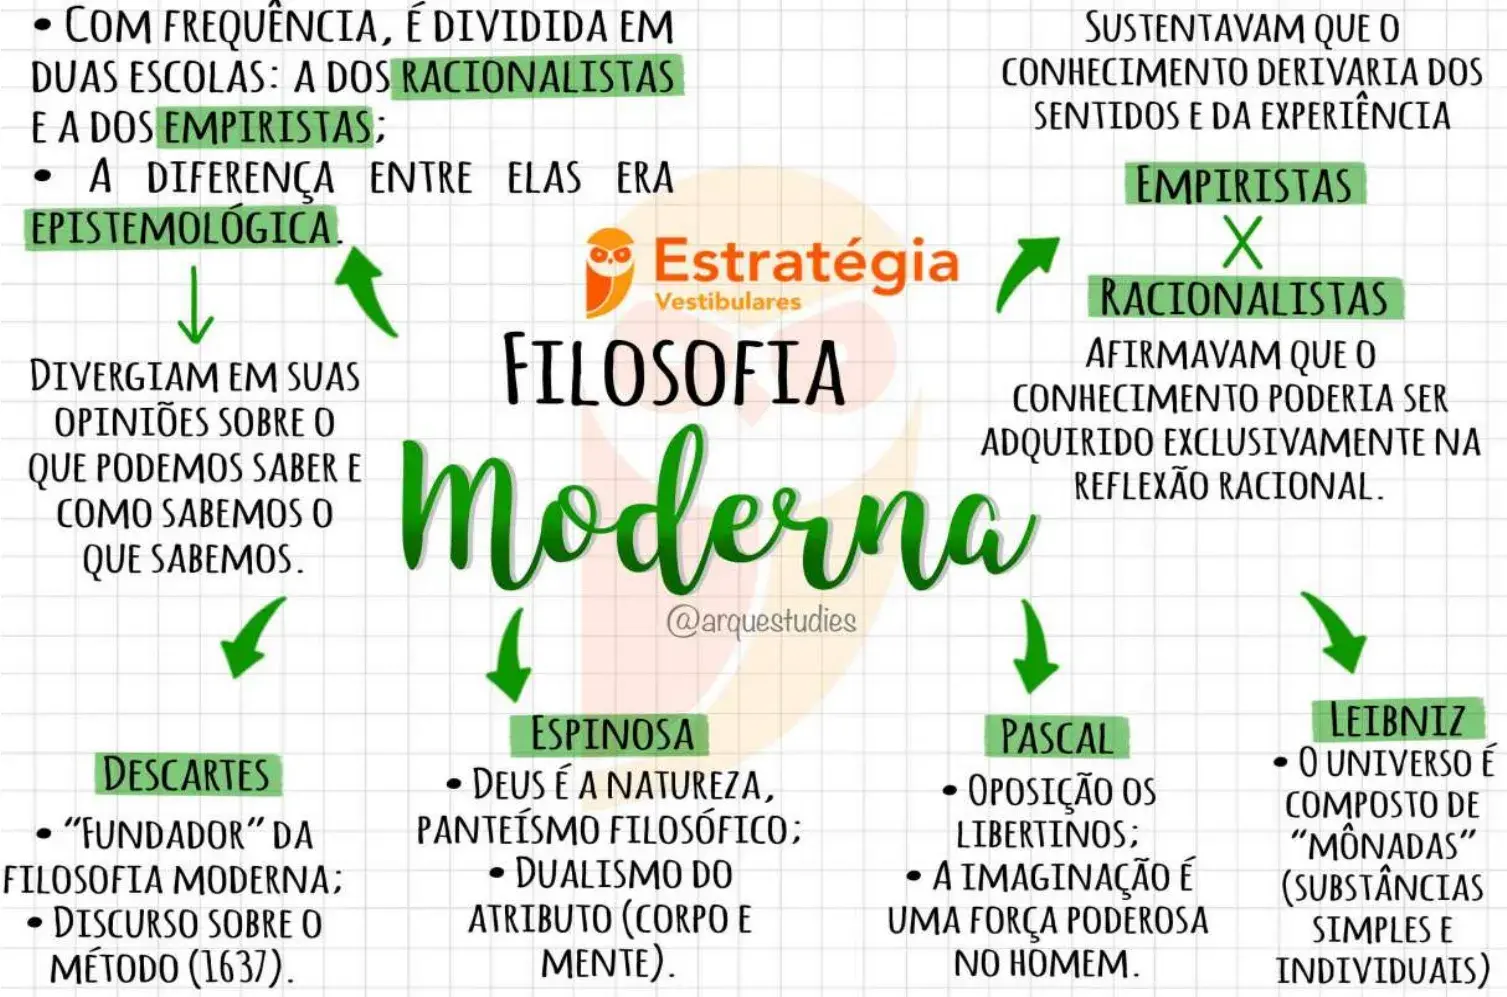 • COM FREQUÊNCIA, É DIVIDIDA EM
DUAS ESCOLAS: A DOS RACIONALISTAS
E A DOS EMPIRISTAS;
• A DIFERENÇA ENTRE ELAS ERA
EPISTEMOLÓGICA.
DIVERGIAM EM SUAS
OPINIÕES SOBRE O
QUE PODEMOS SABER E
COMO SABEMOS O
QUE SABEMOS.
SUSTENTAVAM QUE O
CONHECIMENTO DERIVARIA DOS
SENTIDOS E DA EXPERIÊNCIA
EMPIRISTAS
X
RACIONALISTAS
AFIRMAVAM QUE O
CONHECIMENTO PODERIA SER
ADQUIRIDO EXCLUSIVAMENTE NA
REFLEXÃO RACIONAL.
Estratégia
Vestibulares
FILOSOFIA
Moderna
@arquestudies
DESCARTES
• "FUNDADOR" DA
FILOSOFIA MODERNA;
• DISCURSO SOBRE O
MÉTODO (1637).
ESPINOSA
• DEUS É A NATUREZA,
PANTEÍSMO FILOSÓFICO;
• DUALISMO DO
ATRIBUTO (CORPO E
MENTE).
PASCAL
• OPOSIÇÃO OS
LIBERTINOS;
• A IMAGINAÇÃO É
UMA FORÇA PODEROSA
NO HOMEM.
LEIBNIZ
• O UNIVERSO É
COMPOSTO DE
"MÔNADAS"
(SUBSTÂNCIAS
SIMPLES E
INDIVIDUAIS)